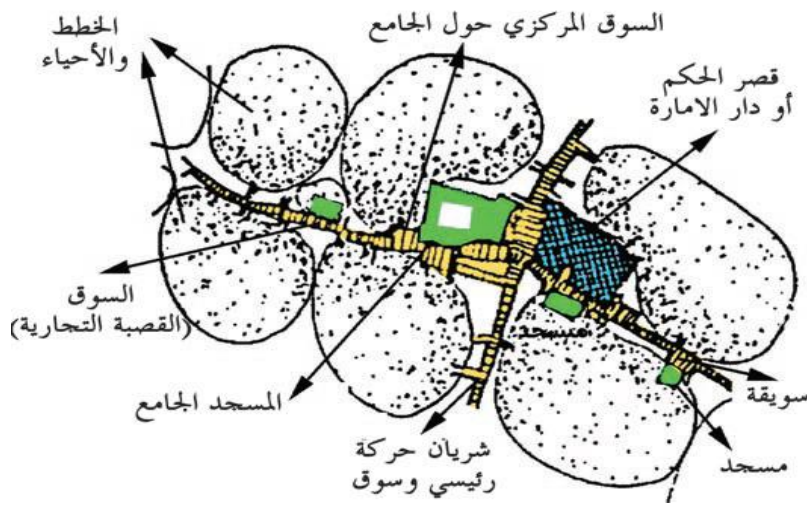 السوق المركزي حول الجامع
الخطط
والأحياء
قصر الحكم
أو دار الامارة
السوق
(القصبة التجارية)
مسجد
المسجد الجامع
سويقة
شريان حركة
رئيسي وسوق
مسجد